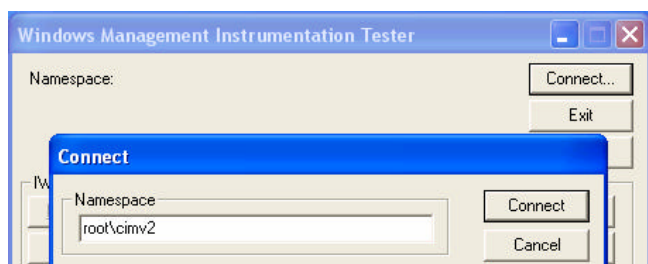 Windows Management Instrumentation Tester
Namespace:
Connect...
Exit
Connect
Namespace
root\cimv2
Connect
Cancel